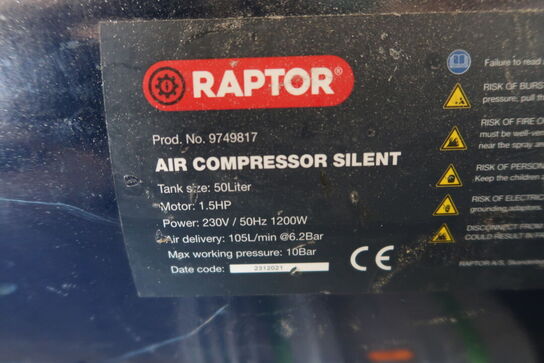 RAPTOR®
Prod. No. 9749817
AIR COMPRESSOR SILENT
Tank size: 50Liter
Motor: 1.5HP
Power: 230V / 50Hz 1200W
Air delivery: 105L/min @6.2Bar
Max working pressure: 10Bar
Date code: 2312021
CE
Failure to read
RISK OF BURS
pressure, pull th
RISK OF FIRE O
must be well-ver
near the spray an
RISK OF PERSON
Keep the children
RISK OF ELECTRIC
grounding adaptors
DISCONNECT FROM
COULD RESULT IN
RAPTOR A/S,